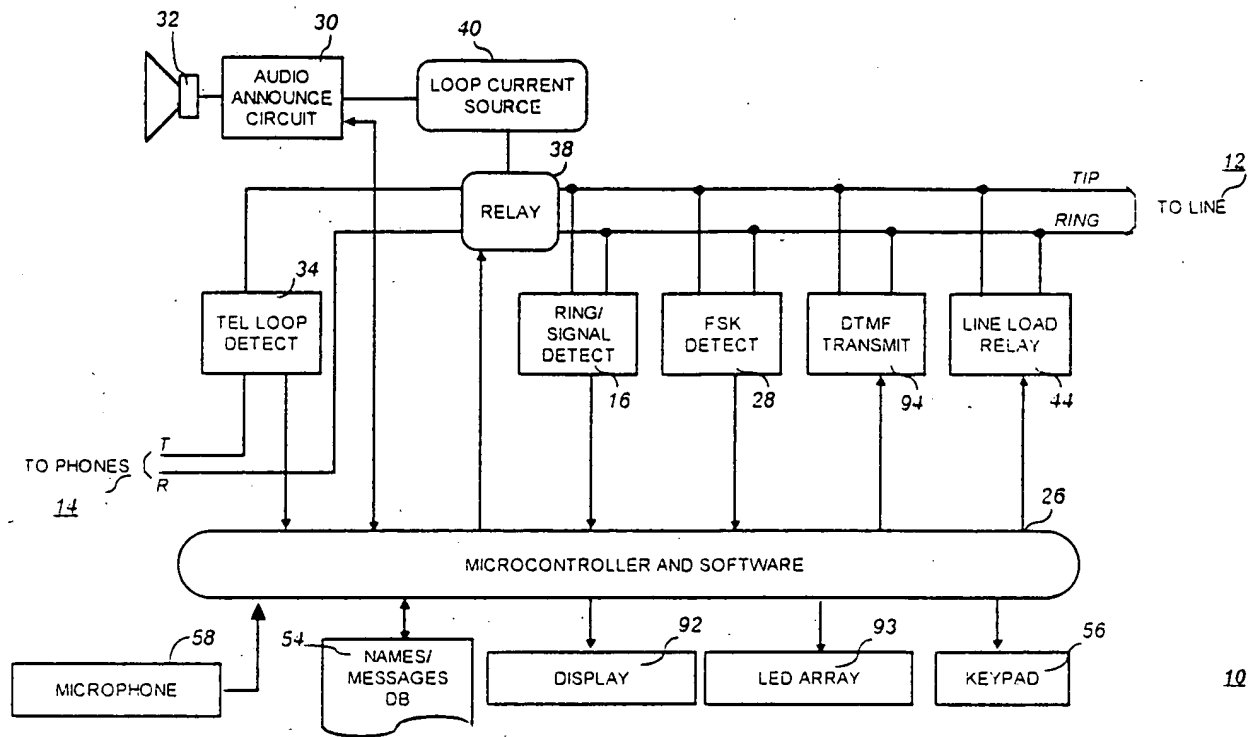 32
30
40
AUDIO
ANNOUNCE
CIRCUIT
LOOP CURRENT
SOURCE
38
12
RELAY
TIP
TO LINE
RING
34
TEL LOOP
DETECT
RING/
SIGNAL
DETECT
FSK
DETECT
DTMF
TRANSMIT
LINE LOAD
RELAY
16
28
94
44
T
TO PHONES
R
14
26
MICROCONTROLLER AND SOFTWARE
58
54
92
93
56
MICROPHONE
NAMES/
MESSAGES
DB
DISPLAY
LED ARRAY
KEYPAD
10